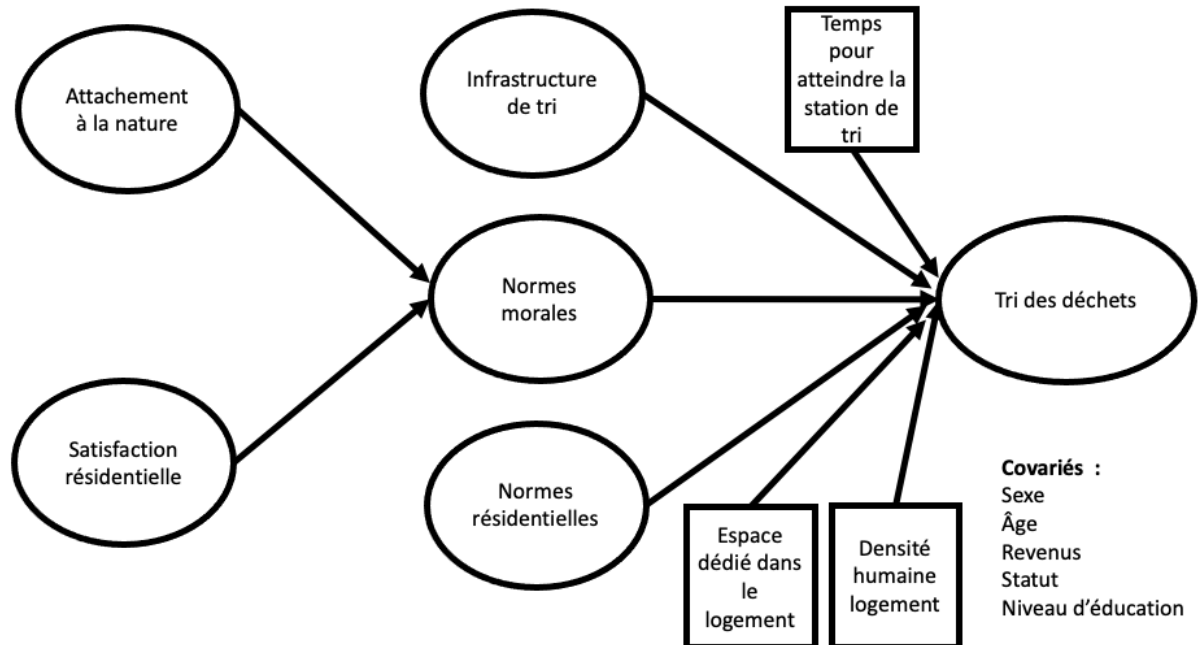 Attachement
à la nature
Infrastructure
de tri
Temps
pour
atteindre la
station de
tri
Normes
morales
Tri des déchets
Satisfaction
résidentielle
Normes
résidentielles
Espace
dédié dans
le
logement
Densité
humaine
logement
Covariés :
Sexe
Âge
Revenus
Statut
Niveau d'éducation